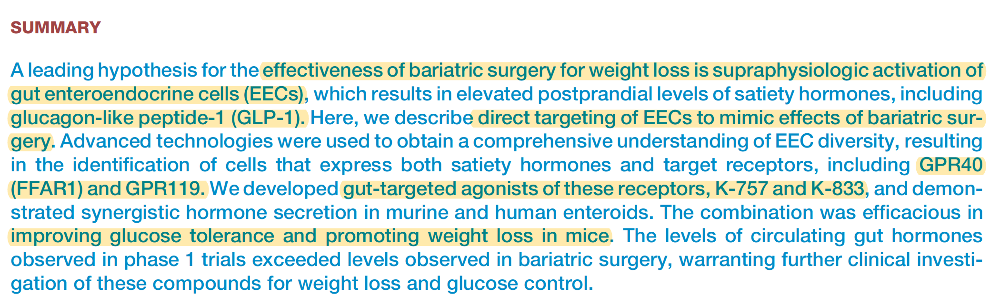 SUMMARY
A leading hypothesis for the effectiveness of bariatric surgery for weight loss is supraphysiologic activation of
gut enteroendocrine cells (EECs), which results in elevated postprandial levels of satiety hormones, including
glucagon-like peptide-1 (GLP-1). Here, we describe direct targeting of EECs to mimic effects of bariatric sur-
gery. Advanced technologies were used to obtain a comprehensive understanding of EEC diversity, resulting
in the identification of cells that express both satiety hormones and target receptors, including GPR40
(FFAR1) and GPR119. We developed gut-targeted agonists of these receptors, K-757 and K-833, and demon-
strated synergistic hormone secretion in murine and human enteroids. The combination was efficacious in
improving glucose tolerance and promoting weight loss in mice. The levels of circulating gut hormones
observed in phase 1 trials exceeded levels observed in bariatric surgery, warranting further clinical investi-
gation of these compounds for weight loss and glucose control.